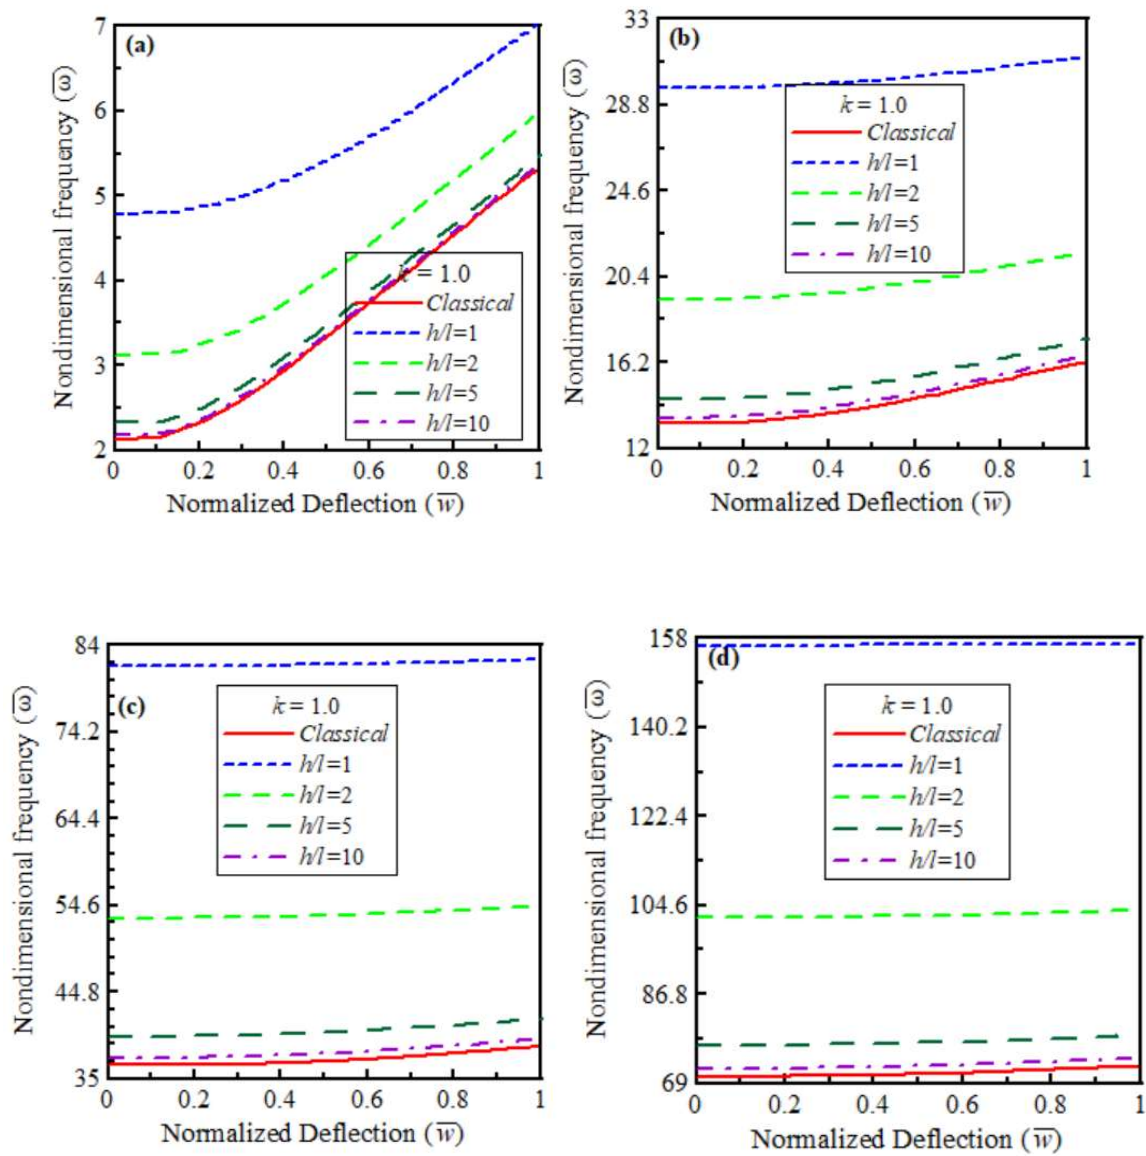 (a)
7
6
5
4
3
2
Nondimensional frequency (ω̅)
k = 1.0
Classical
h/l=1
h/l=2
h/l=5
h/l=10
0 0.2 0.4 0.6 0.8 1
Normalized Deflection (w̅)
(b)
33
28.8
24.6
20.4
16.2
12
Nondimensional frequency (ω̅)
k = 1.0
Classical
h/l=1
h/l=2
h/l=5
h/l=10
0 0.2 0.4 0.6 0.8 1
Normalized Deflection (w̅)
(c)
84
74.2
64.4
54.6
44.8
35
Nondimensional frequency (ω̅)
k = 1.0
Classical
h/l=1
h/l=2
h/l=5
h/l=10
0 0.2 0.4 0.6 0.8 1
Normalized Deflection (w̅)
(d)
158
140.2
122.4
104.6
86.8
69
Nondimensional frequency (ω̅)
k = 1.0
Classical
h/l=1
h/l=2
h/l=5
h/l=10
0 0.2 0.4 0.6 0.8 1
Normalized Deflection (w̅)